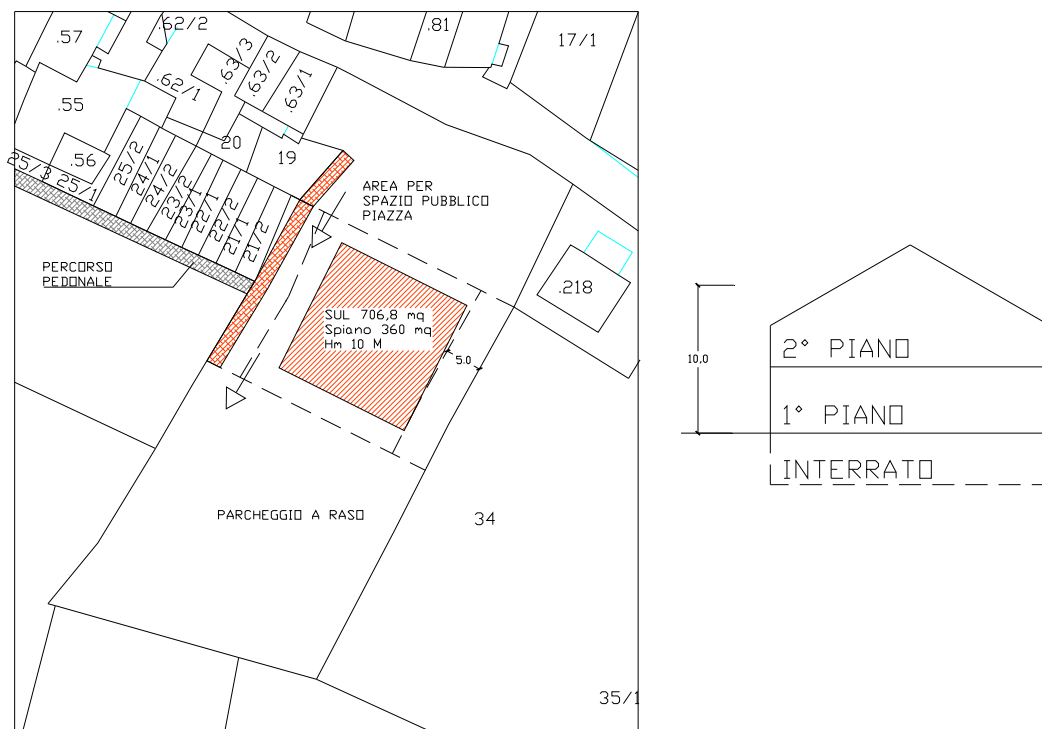 .57
.62/2
.81
17/1
.63/3
.63/2
.63/1
.62/1
.55
20
19
.56
25/3
25/1
25/2
24/1
24/2
23/2
23/1
22/1
22/2
21/1
21/2
AREA PER
SPAZIO PUBBLICO
PIAZZA
PERCORSO
PEDONALE
.218
SUL 706,8 mq
Spiano 360 mq
Hm 10 M
5.0
PARCHEGGIO A RASO
34
35/1
10,0
2° PIANO
1° PIANO
INTERRATO